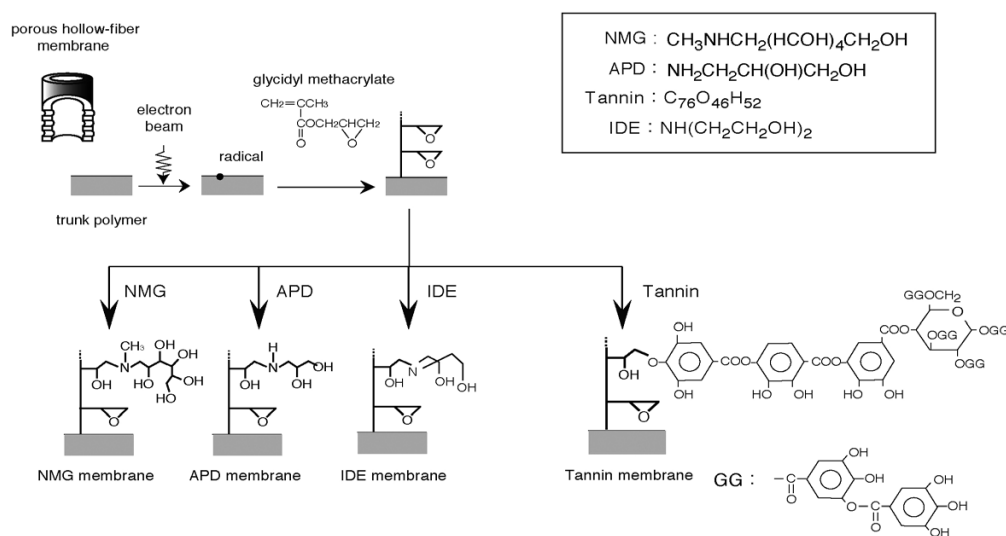 porous hollow-fiber
membrane
electron
beam
trunk polymer
radical
glycidyl methacrylate
CH₂=C-CH₃
COCH₂CHCH₂
O
O
O
O
NMG : CH₃NHCH₂(HCOH)₄CH₂OH
APD : NH₂CH₂CH(OH)CH₂OH
Tannin : C₇₆O₄₆H₅₂
IDE : NH(CH₂CH₂OH)₂
NMG
APD
IDE
Tannin
CH₃
N
OH
OH
OH
OH
OH
OH
O
NMG membrane
H
N
OH
OH
OH
O
APD membrane
N
OH
OH
OH
O
IDE membrane
OH
O
OH
OH
COO
OH
OH
COO
HO
OH
COO
GGOCH₂
O
OGG
OGG
OGG
O
Tannin membrane
GG :
-C
O
OH
OH
O-C
O
OH
OH
OH